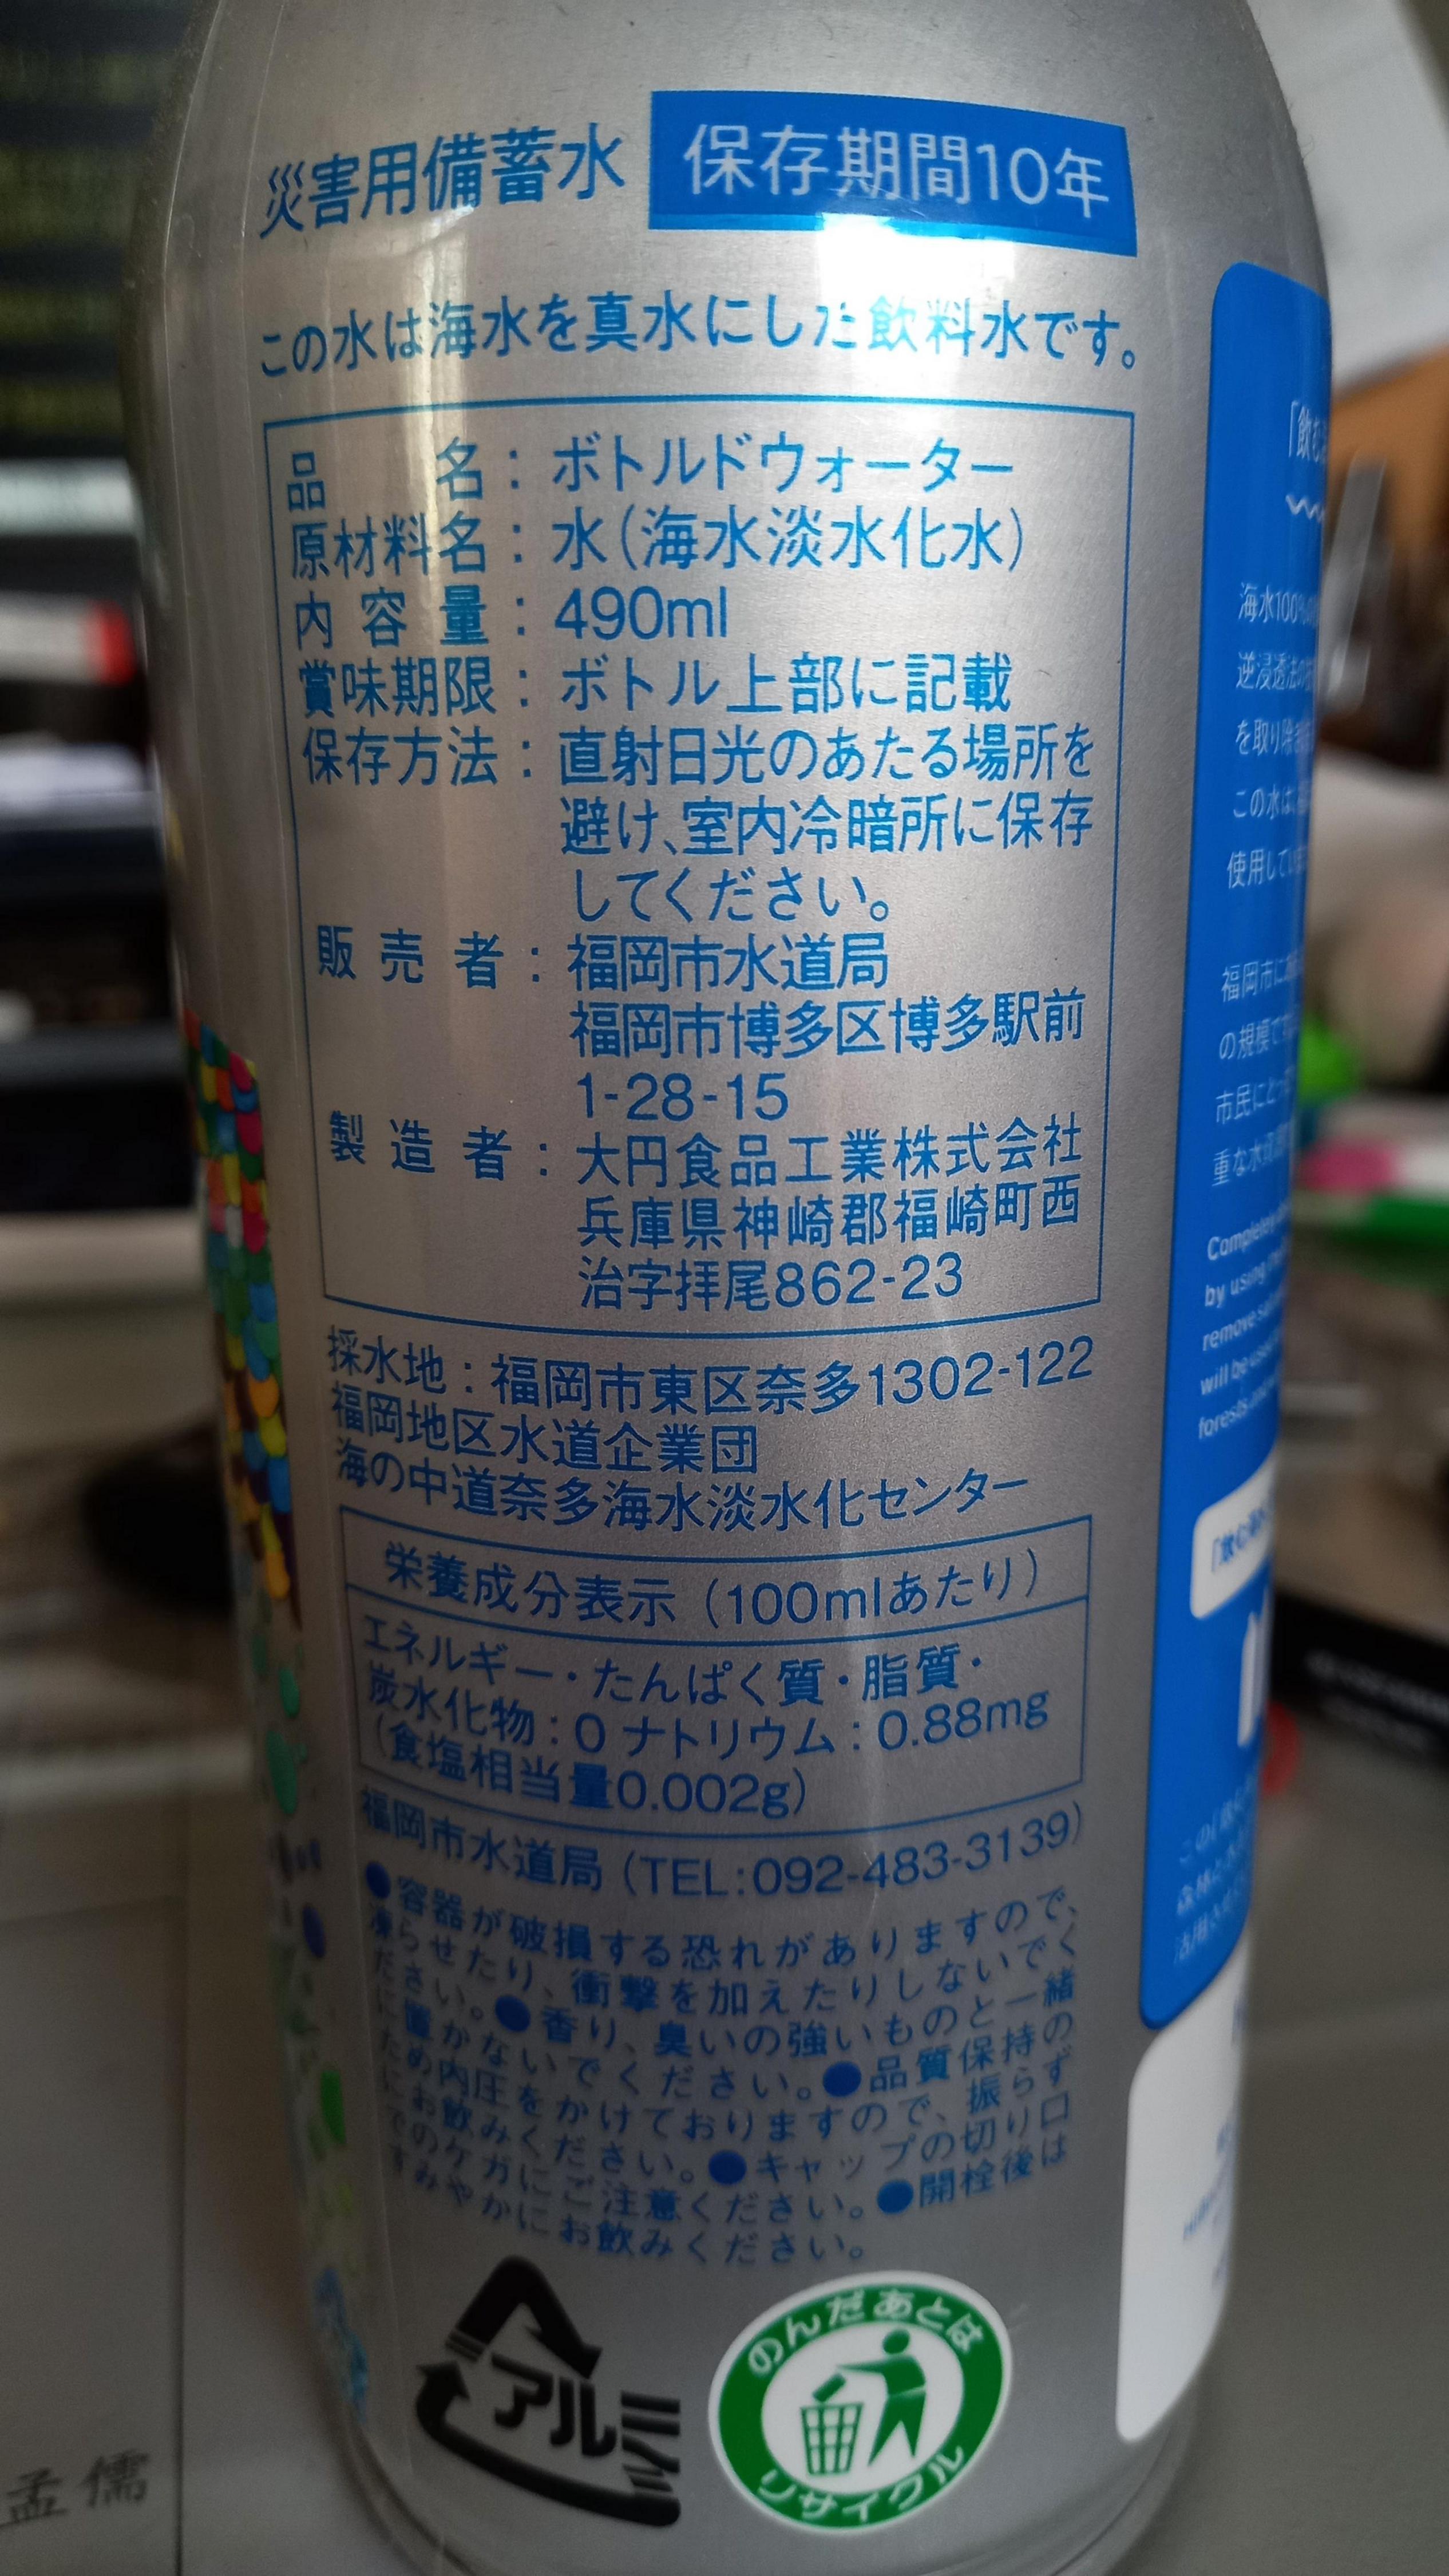 災害用備蓄水 保存期間10年
この水は海水を真水にした飲料水です。
品 名：ボトルドウォーター
原材料名：水（海水淡水化水）
内容量：490ml
賞味期限：ボトル上部に記載
保存方法：直射日光のあたる場所を
避け、室内冷暗所に保存
してください。
販売者：福岡市水道局
福岡市博多区博多駅前
1-28-15
製造者：大円食品工業株式会社
兵庫県神崎郡福崎町西
治字拝尾862-23
採水地：福岡市東区奈多1302-122
福岡地区水道企業団
海の中道奈多海水淡水化センター
栄養成分表示（100mlあたり）
エネルギー・たんぱく質・脂質・
炭水化物：0 ナトリウム：0.88mg
（食塩相当量0.002g）
福岡市水道局（TEL:092-483-3139）
●容器が破損する恐れがありますので、
凍らせたり、衝撃を加えたりしないでく
ださい。●香り、臭いの強いものと一緒
に置かないでください。●品質保持の
ため内圧をかけておりますので、振らず
にお飲みください。●キャップの切り口
でのケガにご注意ください。●開栓後は
すみやかにお飲みください。
アルミ
のんだあとは
リサイクル
「飲む
海水100%
逆浸透法の
を取り除
この水は
使用してい
福岡市に
の規模で
市民にとっ
重な水資源
Complete
by using
remove
will be used
forests and
孟儒